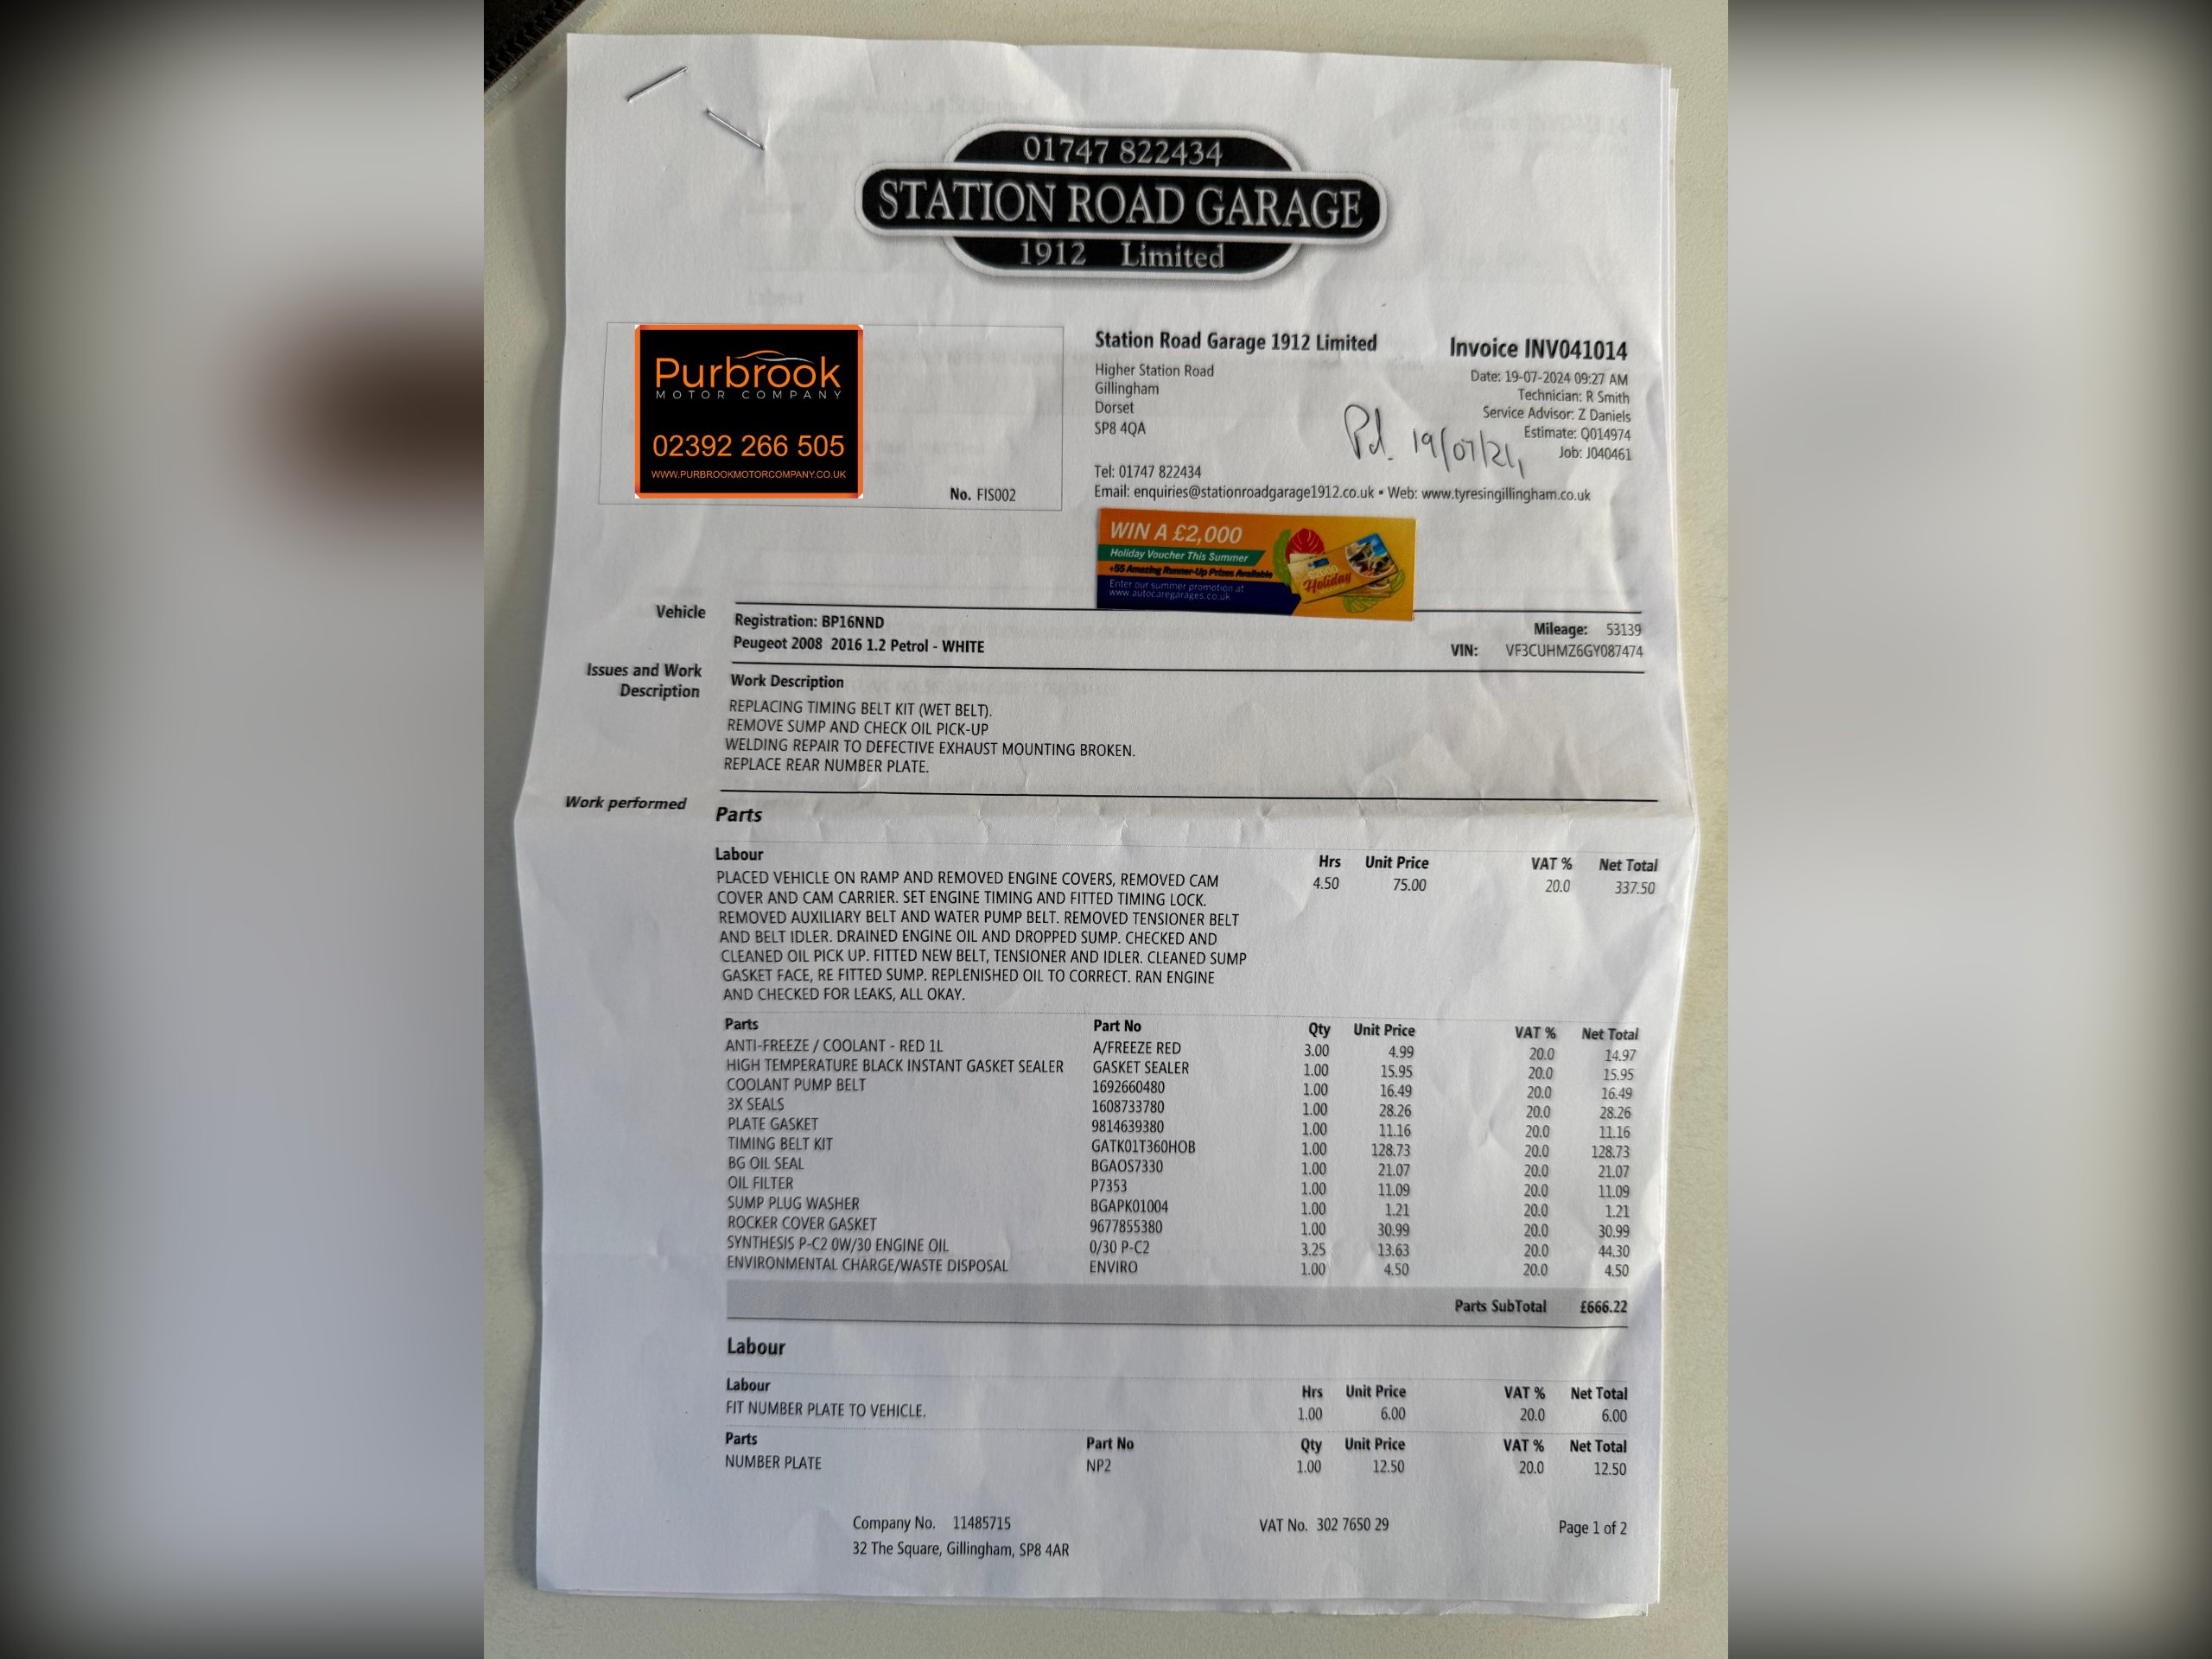 01747 822434
STATION ROAD GARAGE
1912 Limited
Purbrook
MOTOR COMPANY
02392 266 505
WWW.PURBROOKMOTORCOMPANY.CO.UK
No. FIS002
Station Road Garage 1912 Limited
Higher Station Road
Gillingham
Dorset
SP8 4QA
Tel: 01747 822434
Email: enquiries@stationroadgarage1912.co.uk • Web: www.tyresingillingham.co.uk
Invoice INV041014
Date: 19-07-2024 09:27 AM
Technician: R Smith
Service Advisor: Z Daniels
Estimate: Q014974
Job: J040461
Pd. 19/07/24
WIN A £2,000
Holiday Voucher This Summer
+55 Amazing Runner-Up Prizes Available
Enter our summer promotion at
www.autocaregarages.co.uk
Holiday
Vehicle
Registration: BP16NND
Peugeot 2008 2016 1.2 Petrol - WHITE
Mileage: 53139
VIN: VF3CUHMZ6GY087474
Issues and Work
Description
Work Description
REPLACING TIMING BELT KIT (WET BELT).
REMOVE SUMP AND CHECK OIL PICK-UP
WELDING REPAIR TO DEFECTIVE EXHAUST MOUNTING BROKEN.
REPLACE REAR NUMBER PLATE.
Work performed
Parts
Labour Hrs Unit Price VAT % Net Total
PLACED VEHICLE ON RAMP AND REMOVED ENGINE COVERS, REMOVED CAM 4.50 75.00 20.0 337.50
COVER AND CAM CARRIER. SET ENGINE TIMING AND FITTED TIMING LOCK.
REMOVED AUXILIARY BELT AND WATER PUMP BELT. REMOVED TENSIONER BELT
AND BELT IDLER. DRAINED ENGINE OIL AND DROPPED SUMP. CHECKED AND
CLEANED OIL PICK UP. FITTED NEW BELT, TENSIONER AND IDLER. CLEANED SUMP
GASKET FACE, RE FITTED SUMP. REPLENISHED OIL TO CORRECT. RAN ENGINE
AND CHECKED FOR LEAKS, ALL OKAY.
Parts Part No Qty Unit Price VAT % Net Total
ANTI-FREEZE / COOLANT - RED 1L A/FREEZE RED 3.00 4.99 20.0 14.97
HIGH TEMPERATURE BLACK INSTANT GASKET SEALER GASKET SEALER 1.00 15.95 20.0 15.95
COOLANT PUMP BELT 1692660480 1.00 16.49 20.0 16.49
3X SEALS 1608733780 1.00 28.26 20.0 28.26
PLATE GASKET 9814639380 1.00 11.16 20.0 11.16
TIMING BELT KIT GATK01T360HOB 1.00 128.73 20.0 128.73
BG OIL SEAL BGAOS7330 1.00 21.07 20.0 21.07
OIL FILTER P7353 1.00 11.09 20.0 11.09
SUMP PLUG WASHER BGAPK01004 1.00 1.21 20.0 1.21
ROCKER COVER GASKET 9677855380 1.00 30.99 20.0 30.99
SYNTHESIS P-C2 0W/30 ENGINE OIL 0/30 P-C2 3.25 13.63 20.0 44.30
ENVIRONMENTAL CHARGE/WASTE DISPOSAL ENVIRO 1.00 4.50 20.0 4.50
Parts SubTotal £666.22
Labour
Labour Hrs Unit Price VAT % Net Total
FIT NUMBER PLATE TO VEHICLE. 1.00 6.00 20.0 6.00
Parts Part No Qty Unit Price VAT % Net Total
NUMBER PLATE NP2 1.00 12.50 20.0 12.50
Company No. 11485715
32 The Square, Gillingham, SP8 4AR
VAT No. 302 7650 29
Page 1 of 2